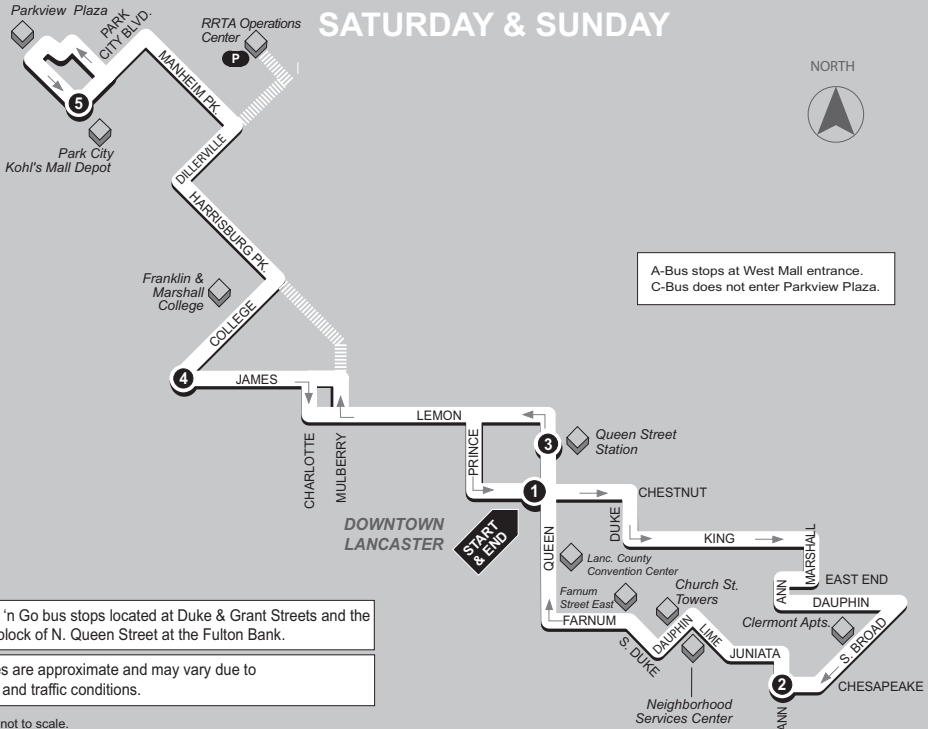 SATURDAY & SUNDAY
Parkview Plaza
PARK
CITY BLVD.
RRTA Operations
Center
P
NORTH
MANHEIM PK.
5
Park City
Kohl's Mall Depot
DILLERVILLE
HARRISBURG PK.
A-Bus stops at West Mall entrance.
C-Bus does not enter Parkview Plaza.
Franklin &
Marshall
College
COLLEGE
4
JAMES
LEMON
CHARLOTTE
MULBERRY
PRINCE
3
Queen Street
Station
1
CHESTNUT
DOWNTOWN
LANCASTER
START
& END
QUEEN
DUKE
KING
MARSHALL
Lanc. County
Convention Center
EAST END
ANN
DAUPHIN
Farnum
Street East
Church St.
Towers
Clermont Apts.
FARNUM
S. DUKE
DAUPHIN
LIME
JUNIATA
S. BROAD
2
CHESAPEAKE
ANN
Neighborhood
Services Center
'n Go bus stops located at Duke & Grant Streets and the
block of N. Queen Street at the Fulton Bank.
es are approximate and may vary due to
and traffic conditions.
not to scale.